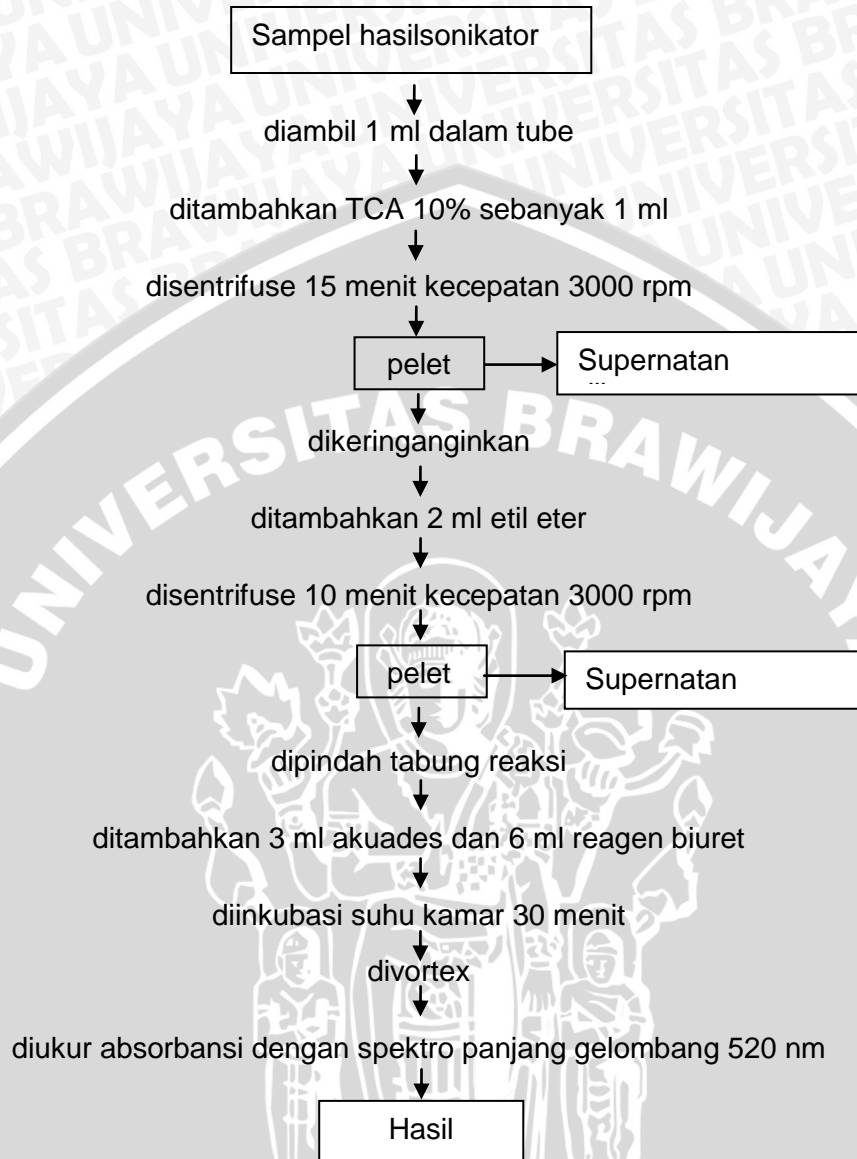 Sampel hasilsonikator
diambil 1 ml dalam tube
ditambahkan TCA 10% sebanyak 1 ml
disentrifuse 15 menit kecepatan 3000 rpm
pelet
Supernatan
dikeringanginkan
ditambahkan 2 ml etil eter
disentrifuse 10 menit kecepatan 3000 rpm
pelet
Supernatan
dipindah tabung reaksi
ditambahkan 3 ml akuades dan 6 ml reagen biuret
diinkubasi suhu kamar 30 menit
divortex
diukur absorbansi dengan spektro panjang gelombang 520 nm
Hasil
UNIVERSITAS BRAWIJAYA